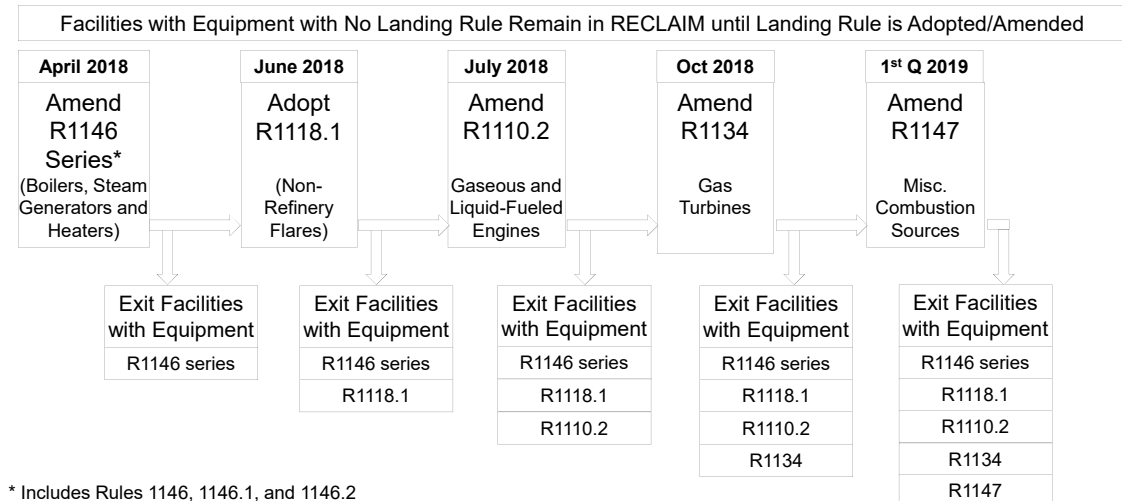 Facilities with Equipment with No Landing Rule Remain in RECLAIM until Landing Rule is Adopted/Amended
April 2018
Amend
R1146
Series*
(Boilers, Steam
Generators and
Heaters)
June 2018
Adopt
R1118.1
(Non-
Refinery
Flares)
July 2018
Amend
R1110.2
Gaseous and
Liquid-Fueled
Engines
Oct 2018
Amend
R1134
Gas
Turbines
1st Q 2019
Amend
R1147
Misc.
Combustion
Sources
Exit Facilities
with Equipment
R1146 series
Exit Facilities
with Equipment
R1146 series
R1118.1
Exit Facilities
with Equipment
R1146 series
R1118.1
R1110.2
Exit Facilities
with Equipment
R1146 series
R1118.1
R1110.2
R1134
Exit Facilities
with Equipment
R1146 series
R1118.1
R1110.2
R1134
R1147
* Includes Rules 1146, 1146.1, and 1146.2